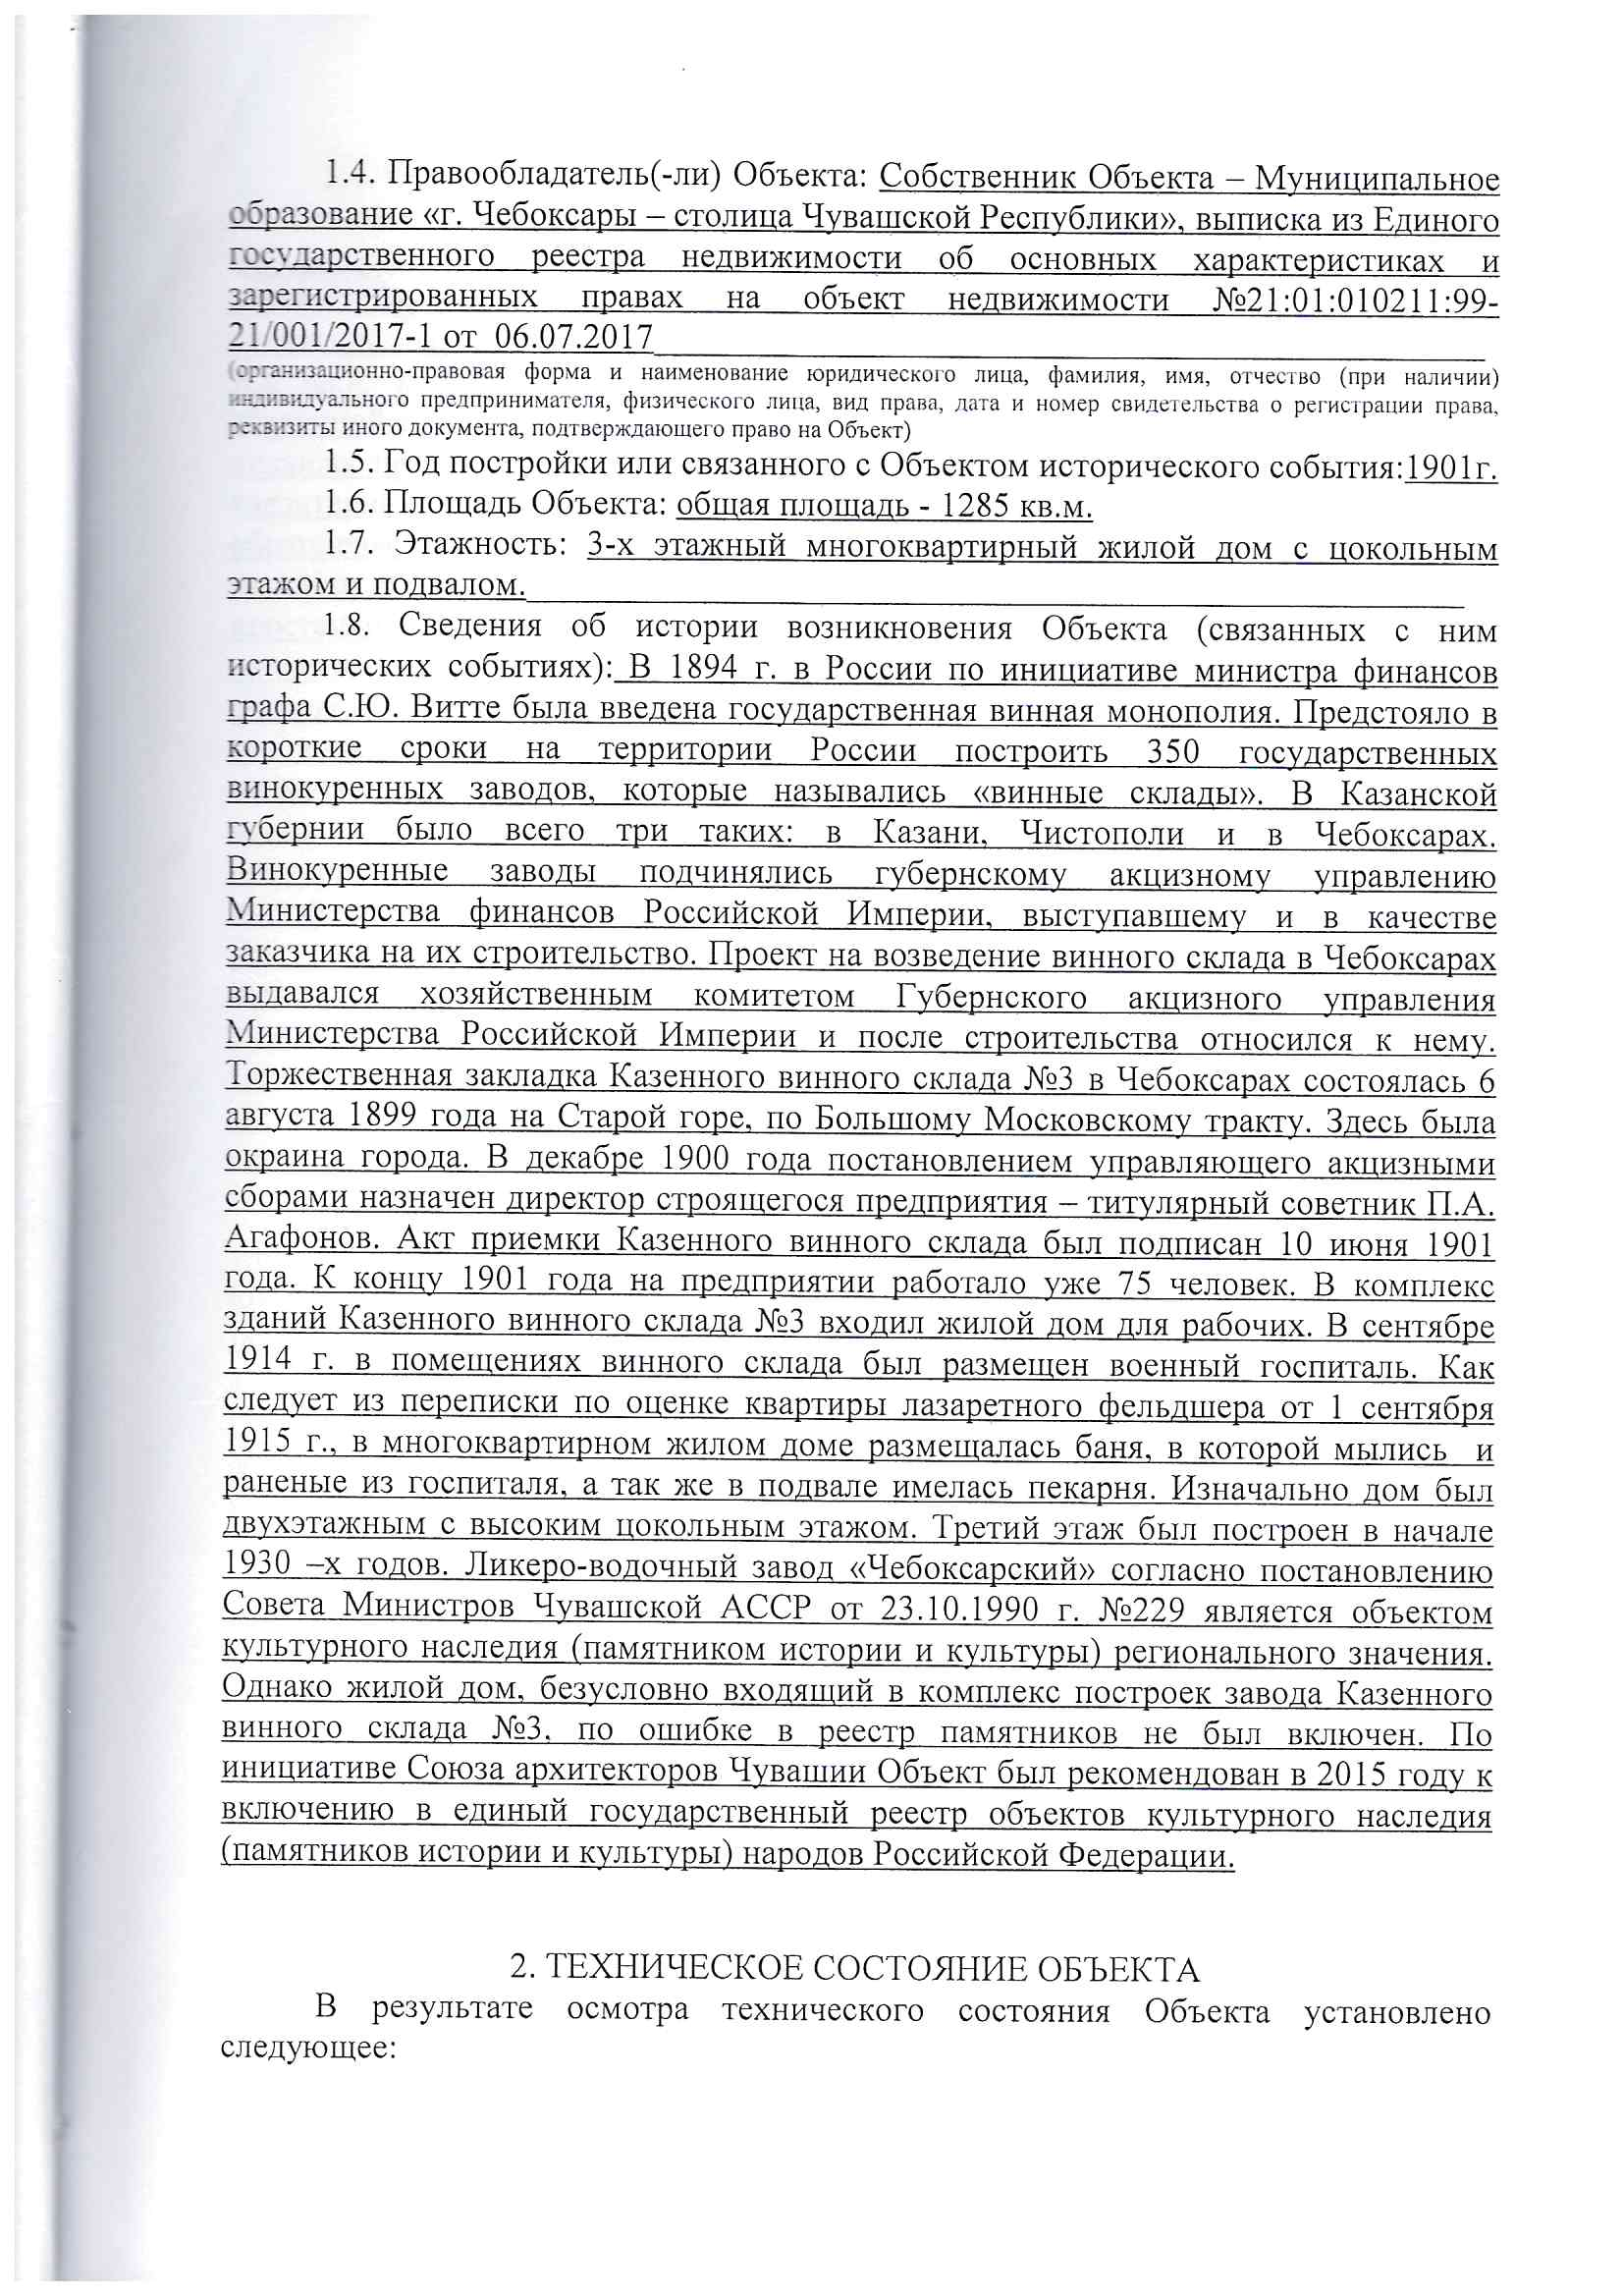 1.4. Правообладатель(-ли) Объекта: Собственник Объекта – Муниципальное
образование «г. Чебоксары – столица Чувашской Республики», выписка из Единого
государственного реестра недвижимости об основных характеристиках и
зарегистрированных правах на объект недвижимости №21:01:010211:99-
21/001/2017-1 от 06.07.2017
(организационно-правовая форма и наименование юридического лица, фамилия, имя, отчество (при наличии)
индивидуального предпринимателя, физического лица, вид права, дата и номер свидетельства о регистрации права,
реквизиты иного документа, подтверждающего право на Объект)
1.5. Год постройки или связанного с Объектом исторического события:1901г.
1.6. Площадь Объекта: общая площадь - 1285 кв.м.
1.7. Этажность: 3-х этажный многоквартирный жилой дом с цокольным
этажом и подвалом.
1.8. Сведения об истории возникновения Объекта (связанных с ним
исторических событиях): В 1894 г. в России по инициативе министра финансов
графа С.Ю. Витте была введена государственная винная монополия. Предстояло в
короткие сроки на территории России построить 350 государственных
винокуренных заводов, которые назывались «винные склады». В Казанской
губернии было всего три таких: в Казани, Чистополи и в Чебоксарах.
Винокуренные заводы подчинялись губернскому акцизному управлению
Министерства финансов Российской Империи, выступавшему и в качестве
заказчика на их строительство. Проект на возведение винного склада в Чебоксарах
выдавался хозяйственным комитетом Губернского акцизного управления
Министерства Российской Империи и после строительства относился к нему.
Торжественная закладка Казенного винного склада №3 в Чебоксарах состоялась 6
августа 1899 года на Старой горе, по Большому Московскому тракту. Здесь была
окраина города. В декабре 1900 года постановлением управляющего акцизными
сборами назначен директор строящегося предприятия – титулярный советник П.А.
Агафонов. Акт приемки Казенного винного склада был подписан 10 июня 1901
года. К концу 1901 года на предприятии работало уже 75 человек. В комплекс
зданий Казенного винного склада №3 входил жилой дом для рабочих. В сентябре
1914 г. в помещениях винного склада был размещен военный госпиталь. Как
следует из переписки по оценке квартиры лазаретного фельдшера от 1 сентября
1915 г., в многоквартирном жилом доме размещалась баня, в которой мылись и
раненые из госпиталя, а так же в подвале имелась пекарня. Изначально дом был
двухэтажным с высоким цокольным этажом. Третий этаж был построен в начале
1930 –х годов. Ликеро-водочный завод «Чебоксарский» согласно постановлению
Совета Министров Чувашской АССР от 23.10.1990 г. №229 является объектом
культурного наследия (памятником истории и культуры) регионального значения.
Однако жилой дом, безусловно входящий в комплекс построек завода Казенного
винного склада №3, по ошибке в реестр памятников не был включен. По
инициативе Союза архитекторов Чувашии Объект был рекомендован в 2015 году к
включению в единый государственный реестр объектов культурного наследия
(памятников истории и культуры) народов Российской Федерации.
2. ТЕХНИЧЕСКОЕ СОСТОЯНИЕ ОБЪЕКТА
В результате осмотра технического состояния Объекта установлено
следующее: